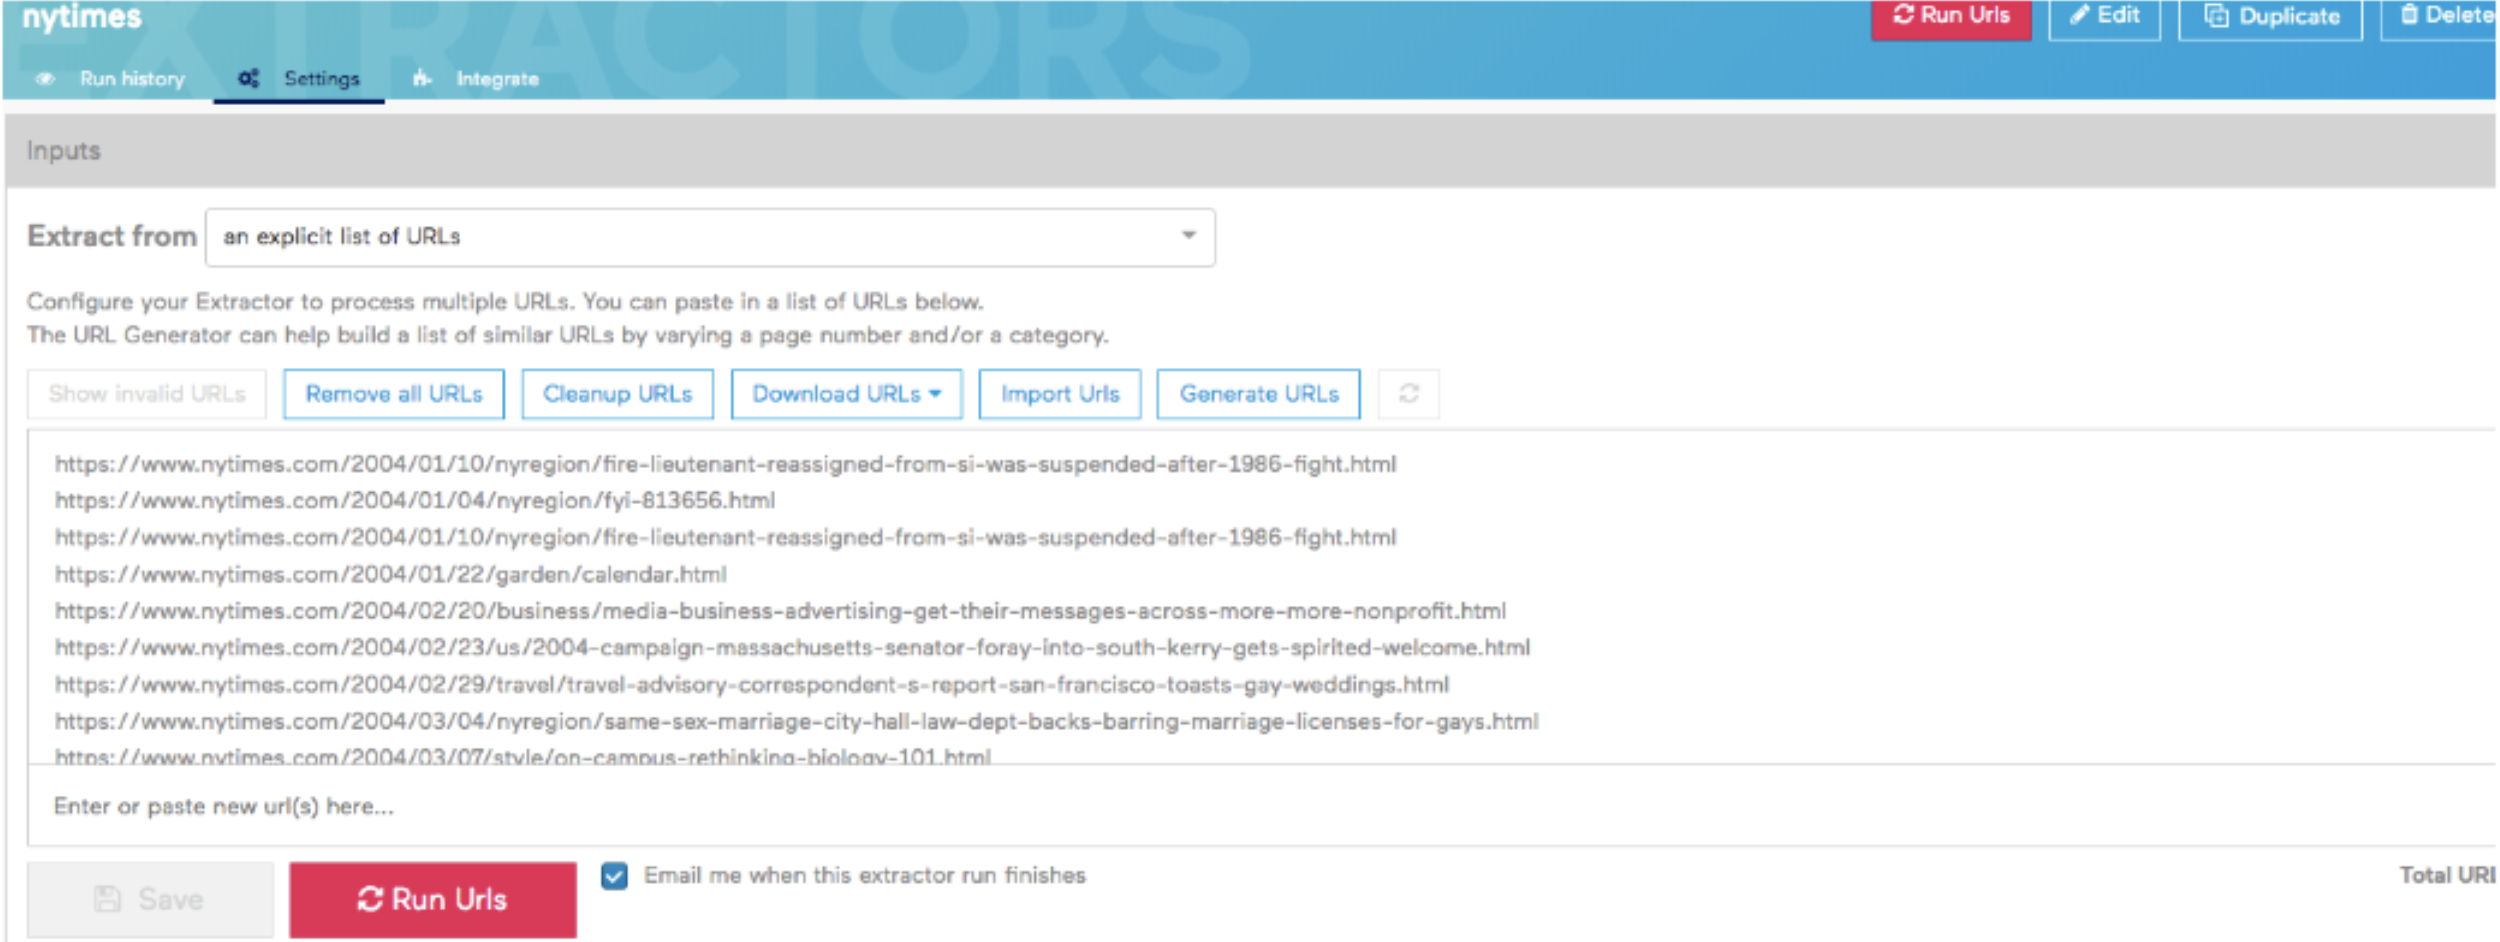 nytimes
EXTRACTORS
Run Urls Edit Duplicate Delete
Run history Settings Integrate
Inputs
Extract from an explicit list of URLs
Configure your Extractor to process multiple URLs. You can paste in a list of URLs below.
The URL Generator can help build a list of similar URLs by varying a page number and/or a category.
Show invalid URLs Remove all URLs Cleanup URLs Download URLs Import Urls Generate URLs
https://www.nytimes.com/2004/01/10/nyregion/fire-lieutenant-reassigned-from-si-was-suspended-after-1986-fight.html
https://www.nytimes.com/2004/01/04/nyregion/fyi-813656.html
https://www.nytimes.com/2004/01/10/nyregion/fire-lieutenant-reassigned-from-si-was-suspended-after-1986-fight.html
https://www.nytimes.com/2004/01/22/garden/calendar.html
https://www.nytimes.com/2004/02/20/business/media-business-advertising-get-their-messages-across-more-more-nonprofit.html
https://www.nytimes.com/2004/02/23/us/2004-campaign-massachusetts-senator-foray-into-south-kerry-gets-spirited-welcome.html
https://www.nytimes.com/2004/02/29/travel/travel-advisory-correspondent-s-report-san-francisco-toasts-gay-weddings.html
https://www.nytimes.com/2004/03/04/nyregion/same-sex-marriage-city-hall-law-dept-backs-barring-marriage-licenses-for-gays.html
https://www.nytimes.com/2004/03/07/style/on-campus-rethinking-biology-101.html
Enter or paste new url(s) here...
Save Run Urls Email me when this extractor run finishes Total URL